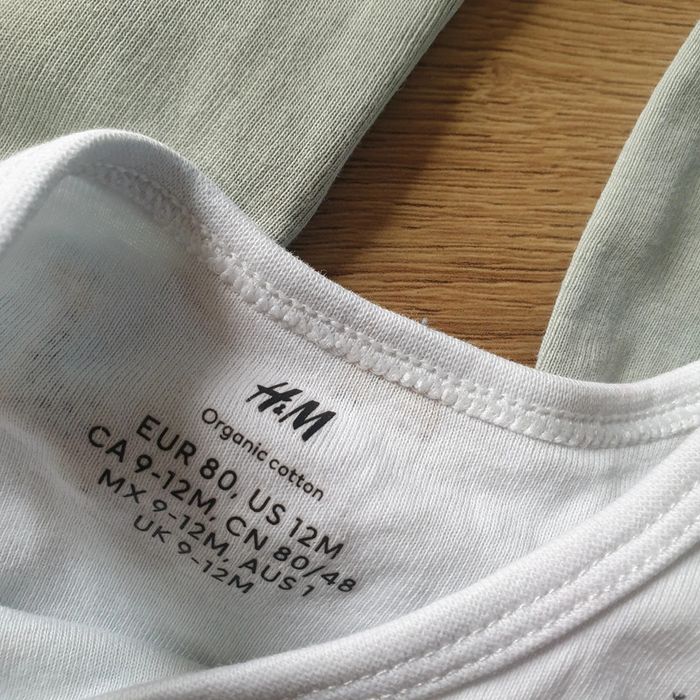 H&M
Organic cotton
EUR 80, US 12M
CA 9-12M, CN 80/48
MX 9-12M, AUS 1
UK 9-12M